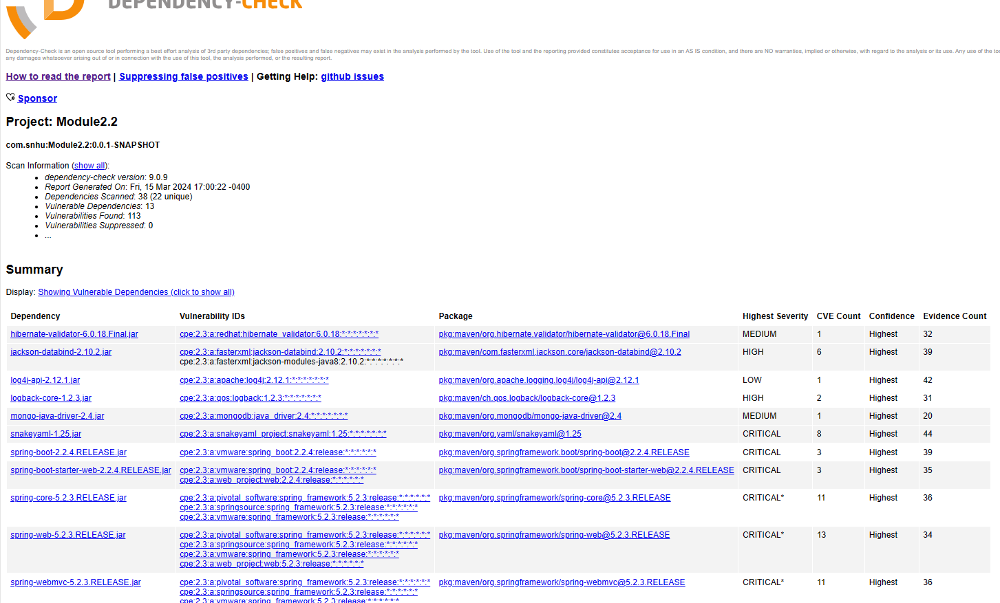 DEPENDENCY-CHECK
Dependency-Check is an open source tool performing a best effort analysis of 3rd party dependencies; false positives and false negatives may exist in the analysis performed by the tool. Use of the tool and the reporting provided constitutes acceptance for use in an AS IS condition, and there are NO warranties, implied or otherwise, with regard to the analysis or its use. Any use of the
any damages whatsoever arising out of or in connection with the use of this tool, the analysis performed, or the resulting report.
How to read the report | Suppressing false positives | Getting Help: github issues
Sponsor
Project: Module2.2
com.snhu:Module2.2:0.0.1-SNAPSHOT
Scan Information (show all):
• dependency-check version: 9.0.9
• Report Generated On: Fri, 15 Mar 2024 17:00:22 -0400
• Dependencies Scanned: 38 (22 unique)
• Vulnerable Dependencies: 13
• Vulnerabilities Found: 113
• Vulnerabilities Suppressed: 0
• ...
Summary
Display: Showing Vulnerable Dependencies (click to show all)
Dependency Vulnerability IDs Package Highest Severity CVE Count Confidence Evidence Count
hibernate-validator-6.0.18.Final.jar cpe:2.3:a:redhat:hibernate_validator:6.0.18:*:*:*:*:*:*:* pkg:maven/org.hibernate.validator/hibernate-validator@6.0.18.Final MEDIUM 1 Highest 32
jackson-databind-2.10.2.jar cpe:2.3:a:fasterxml:jackson-databind:2.10.2:*:*:*:*:*:*:* pkg:maven/com.fasterxml.jackson.core/jackson-databind@2.10.2 HIGH 6 Highest 39
cpe:2.3:a:fasterxml:jackson-modules-java8:2.10.2:*:*:*:*:*:*:*
log4j-api-2.12.1.jar cpe:2.3:a:apache:log4j:2.12.1:*:*:*:*:*:*:* pkg:maven/org.apache.logging.log4j/log4j-api@2.12.1 LOW 1 Highest 42
logback-core-1.2.3.jar cpe:2.3:a:qos:logback:1.2.3:*:*:*:*:*:*:* pkg:maven/ch.qos.logback/logback-core@1.2.3 HIGH 2 Highest 31
mongo-java-driver-2.4.jar cpe:2.3:a:mongodb:java_driver:2.4:*:*:*:*:*:*:* pkg:maven/org.mongodb/mongo-java-driver@2.4 MEDIUM 1 Highest 20
snakeyaml-1.25.jar cpe:2.3:a:snakeyaml_project:snakeyaml:1.25:*:*:*:*:*:*:* pkg:maven/org.yaml/snakeyaml@1.25 CRITICAL 8 Highest 44
spring-boot-2.2.4.RELEASE.jar cpe:2.3:a:vmware:spring_boot:2.2.4:release:*:*:*:*:*:* pkg:maven/org.springframework.boot/spring-boot@2.2.4.RELEASE CRITICAL 3 Highest 39
spring-boot-starter-web-2.2.4.RELEASE.jar cpe:2.3:a:vmware:spring_boot:2.2.4:release:*:*:*:*:*:* pkg:maven/org.springframework.boot/spring-boot-starter-web@2.2.4.RELEASE CRITICAL 3 Highest 35
cpe:2.3:a:web_project:web:2.2.4:release:*:*:*:*:*:*
spring-core-5.2.3.RELEASE.jar cpe:2.3:a:pivotal_software:spring_framework:5.2.3:release:*:*:*:*:*:* pkg:maven/org.springframework/spring-core@5.2.3.RELEASE CRITICAL* 11 Highest 36
cpe:2.3:a:springsource:spring_framework:5.2.3:release:*:*:*:*:*:*
cpe:2.3:a:vmware:spring_framework:5.2.3:release:*:*:*:*:*:*
spring-web-5.2.3.RELEASE.jar cpe:2.3:a:pivotal_software:spring_framework:5.2.3:release:*:*:*:*:*:* pkg:maven/org.springframework/spring-web@5.2.3.RELEASE CRITICAL* 13 Highest 34
cpe:2.3:a:springsource:spring_framework:5.2.3:release:*:*:*:*:*:*
cpe:2.3:a:vmware:spring_framework:5.2.3:release:*:*:*:*:*:*
cpe:2.3:a:web_project:web:5.2.3:release:*:*:*:*:*:*
spring-webmvc-5.2.3.RELEASE.jar cpe:2.3:a:pivotal_software:spring_framework:5.2.3:release:*:*:*:*:*:* pkg:maven/org.springframework/spring-webmvc@5.2.3.RELEASE CRITICAL* 11 Highest 36
cpe:2.3:a:springsource:spring_framework:5.2.3:release:*:*:*:*:*:*
cpe:2.3:a:vmware:spring_framework:5.2.3:release:*:*:*:*:*:*